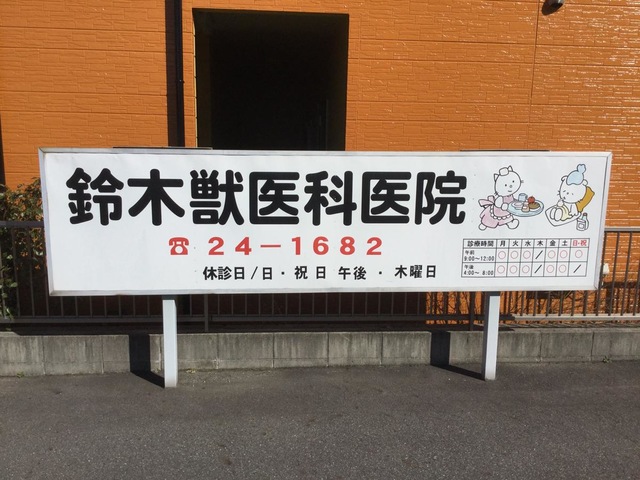 鈴木獣医科医院
☎24－1682
休診日/日・祝日午後・木曜日
診療時間 月 火 水 木 金 土 日・祝
午前 9:00～12:00 ○ ○ ○ / ○ ○ ○
午後 4:00～8:00 ○ ○ ○ / ○ ○ /